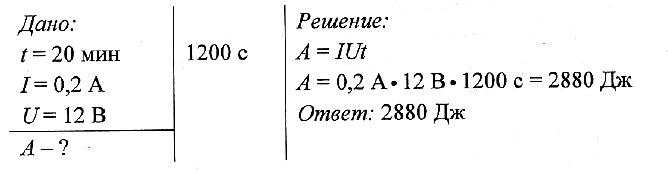 Дано:
t = 20 мин
I = 0,2 А
U = 12 В
A – ?
1200 с
Решение:
A = IUt
A = 0,2 А • 12 В • 1200 с = 2880 Дж
Ответ: 2880 Дж